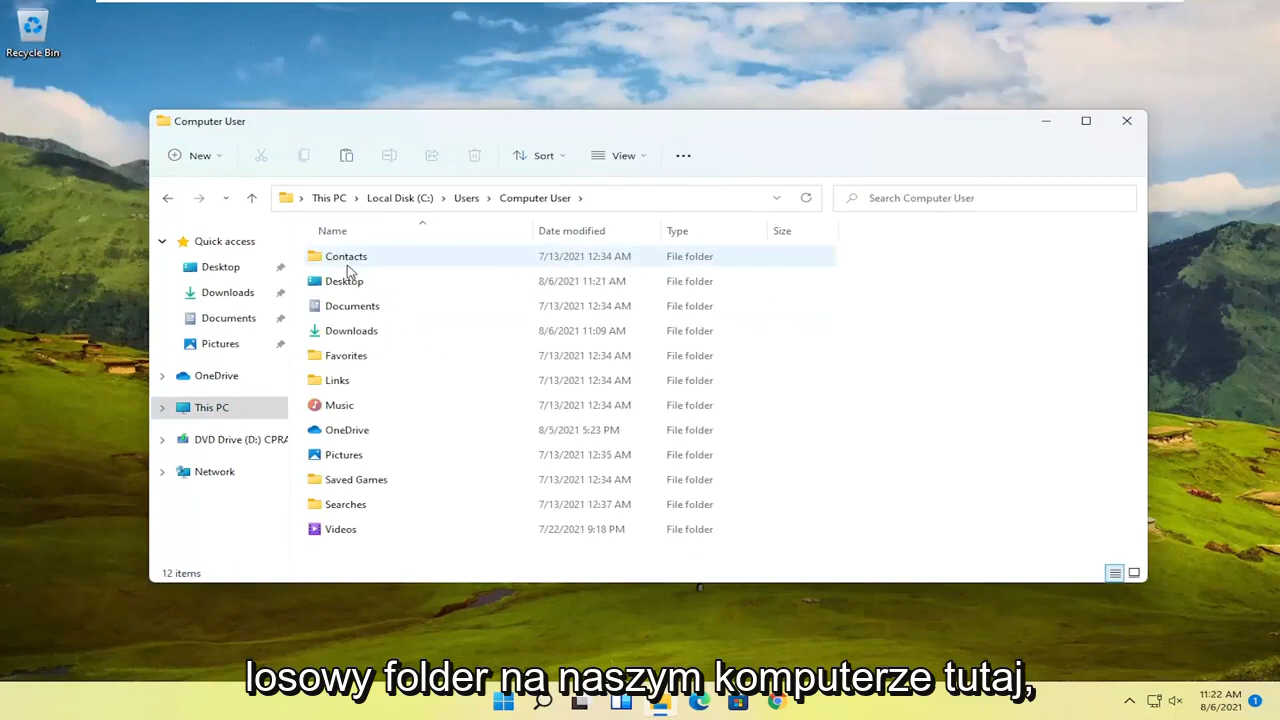 Recycle Bin
Computer User
New
Sort
View
This PC
Local Disk (C:)
Users
Computer User
Search Computer User
Quick access
Desktop
Downloads
Documents
Pictures
OneDrive
This PC
DVD Drive (D:) CPRA
Network
Name Date modified Type Size
Contacts 7/13/2021 12:34 AM File folder
Desktop 8/6/2021 11:21 AM File folder
Documents 7/13/2021 12:34 AM File folder
Downloads 8/6/2021 11:09 AM File folder
Favorites 7/13/2021 12:34 AM File folder
Links 7/13/2021 12:34 AM File folder
Music 7/13/2021 12:34 AM File folder
OneDrive 8/5/2021 5:23 PM File folder
Pictures 7/13/2021 12:35 AM File folder
Saved Games 7/13/2021 12:34 AM File folder
Searches 7/13/2021 12:37 AM File folder
Videos 7/22/2021 9:18 PM File folder
12 items
losowy folder na naszym komputerze tutaj,
11:22 AM
8/6/2021
1